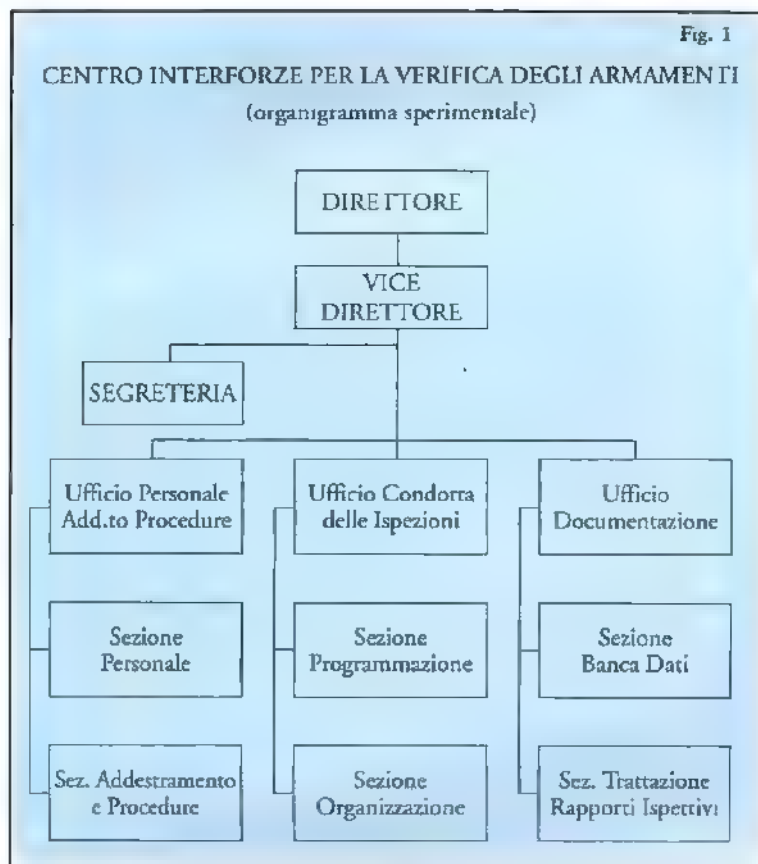 Fig. 1
CENTRO INTERFORZE PER LA VERIFICA DEGLI ARMAMENTI
(organigramma sperimentale)
DIRETTORE
VICE
DIRETTORE
SEGRETERIA
Ufficio Personale
Add.to Procedure
Ufficio Condotta
delle Ispezioni
Ufficio
Documentazione
Sezione
Personale
Sezione
Programmazione
Sezione
Banca Dati
Sez. Addestramento
e Procedure
Sezione
Organizzazione
Sez. Trattazione
Rapporti Ispettivi